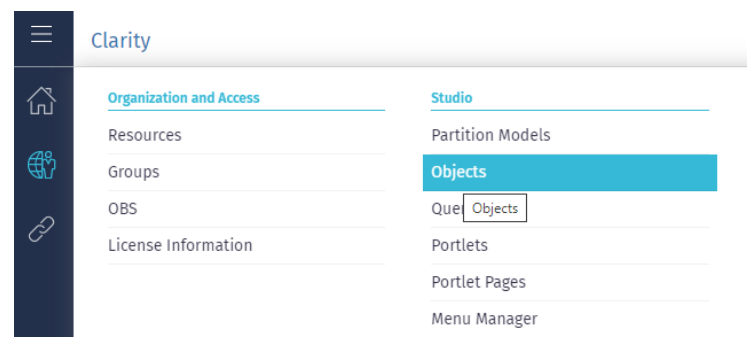 Clarity
Organization and Access
Resources
Groups
OBS
License Information
Studio
Partition Models
Objects
Que
Objects
Portlets
Portlet Pages
Menu Manager